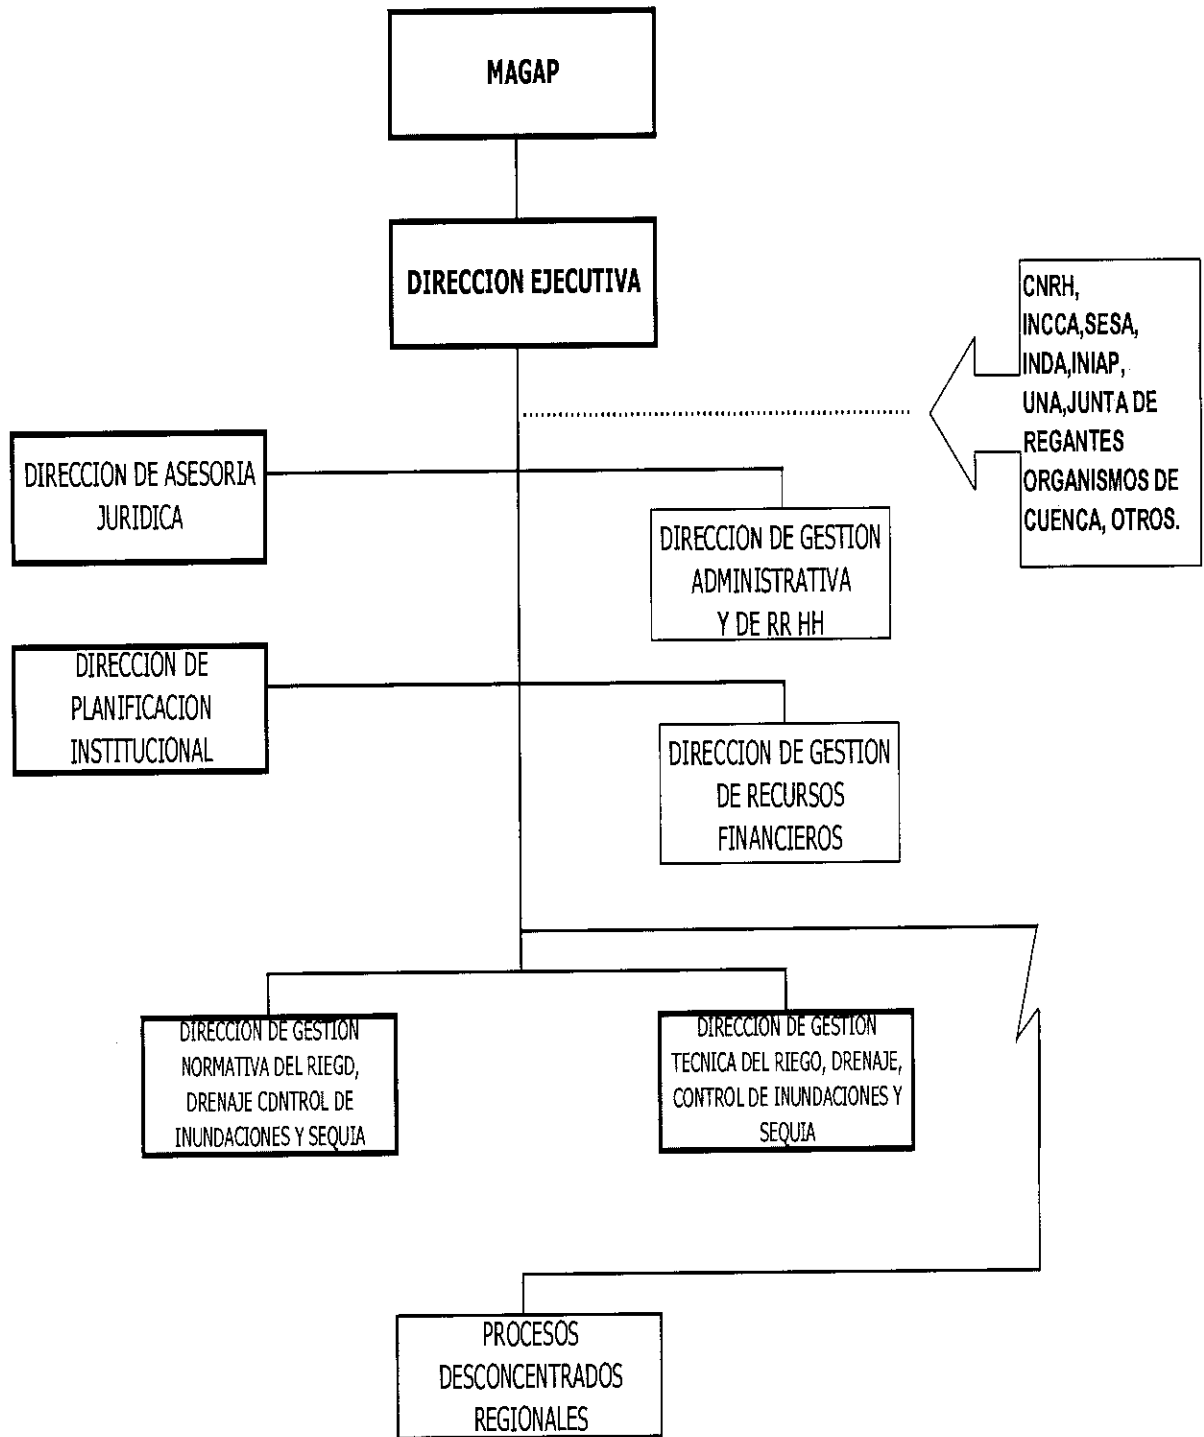 MAGAP
DIRECCION EJECUTIVA
CNRH,
INCCA,SESA,
INDA,INIAP,
UNA,JUNTA DE
REGANTES
ORGANISMOS DE
CUENCA, OTROS.
DIRECCION DE ASESORIA
JURIDICA
DIRECCION DE GESTION
ADMINISTRATIVA
Y DE RR HH
DIRECCION DE
PLANIFICACION
INSTITUCIONAL
DIRECCION DE GESTION
DE RECURSOS
FINANCIEROS
DIRECCION DE GESTION
NORMATIVA DEL RIEGO,
DRENAJE CONTROL DE
INUNDACIONES Y SEQUIA
DIRECCION DE GESTION
TECNICA DEL RIEGO, DRENAJE,
CONTROL DE INUNDACIONES Y
SEQUIA
PROCESOS
DESCONCENTRADOS
REGIONALES